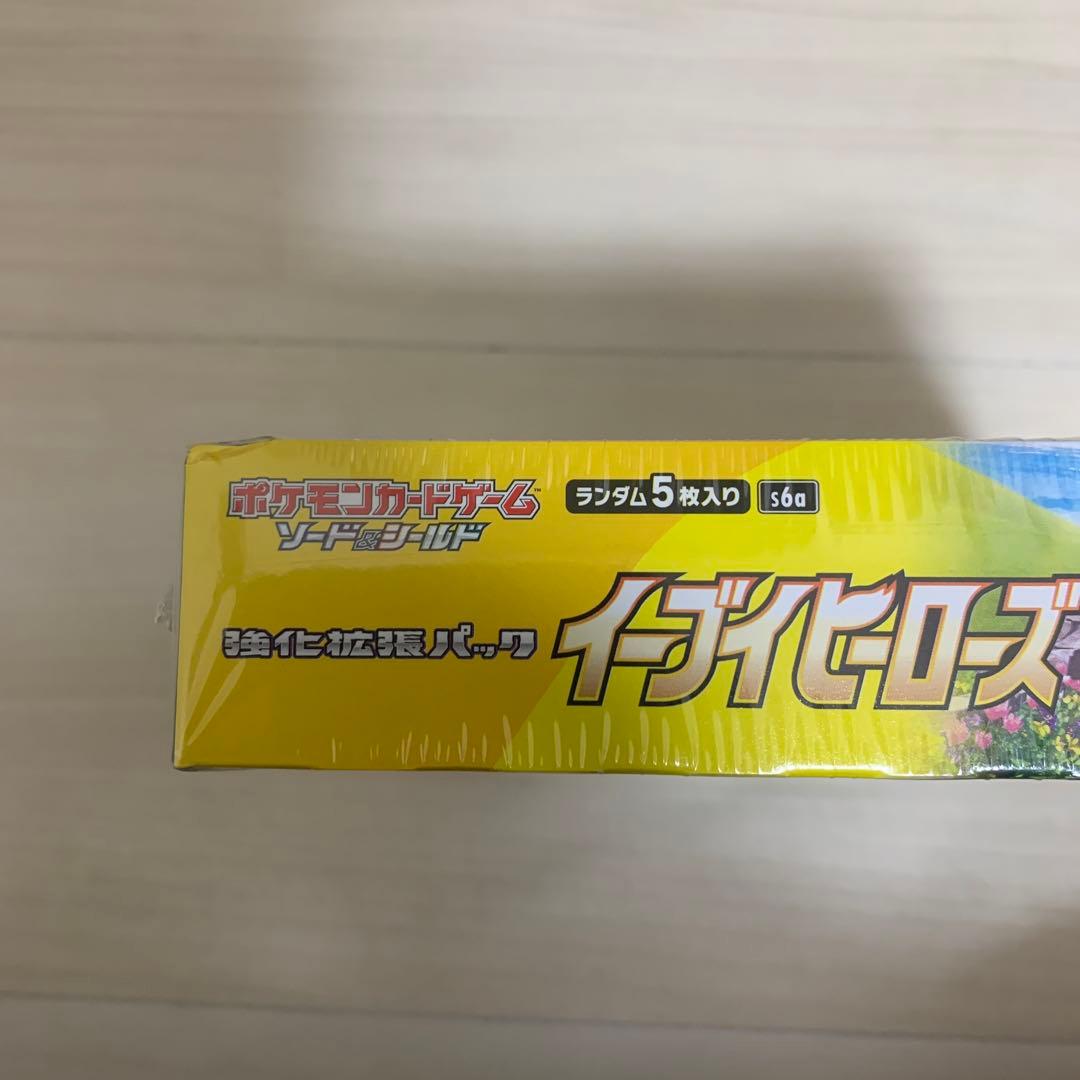 ポケモンカードゲーム™
ソード&シールド
ランダム5枚入り s6a
強化拡張パック
イーブイヒーローズ